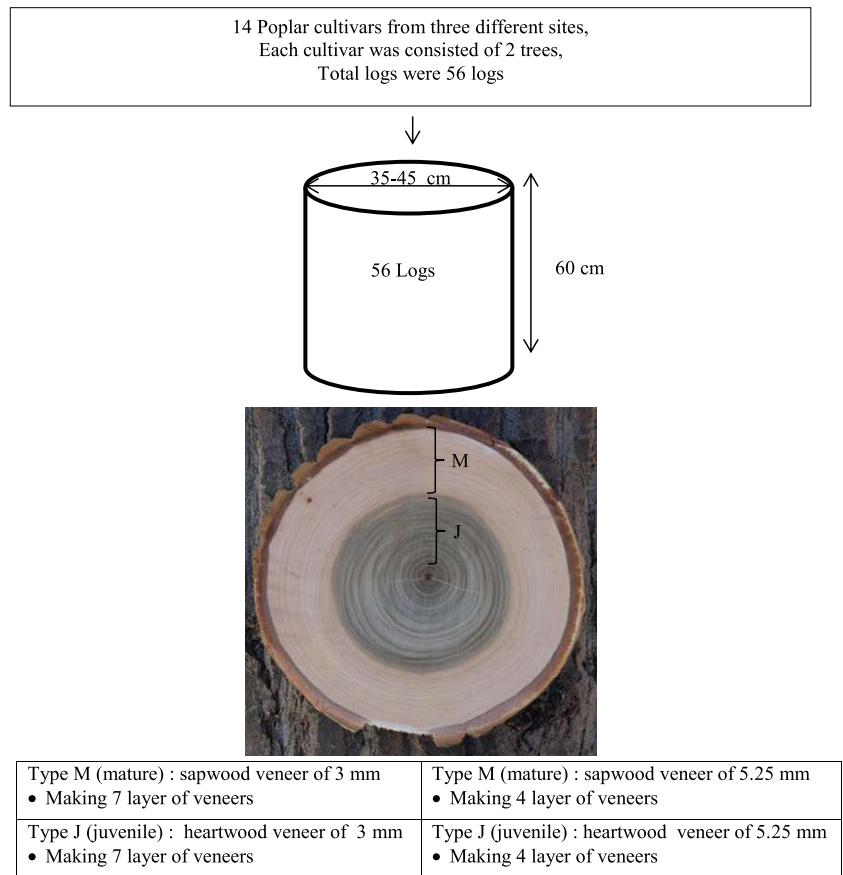 14 Poplar cultivars from three different sites,
Each cultivar was consisted of 2 trees,
Total logs were 56 logs
35-45 cm
56 Logs
60 cm
M
J
Type M (mature) : sapwood veneer of 3 mm
• Making 7 layer of veneers
Type M (mature) : sapwood veneer of 5.25 mm
• Making 4 layer of veneers
Type J (juvenile) : heartwood veneer of 3 mm
• Making 7 layer of veneers
Type J (juvenile) : heartwood veneer of 5.25 mm
• Making 4 layer of veneers